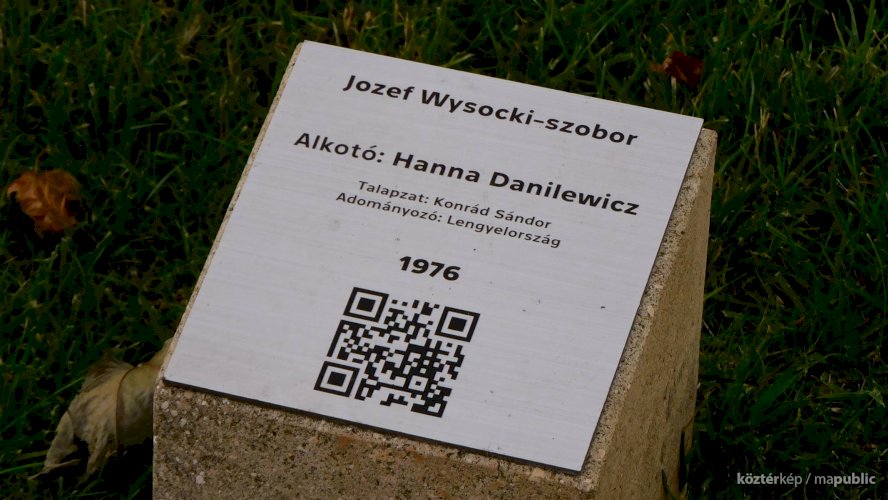 Jozef Wysocki-szobor
Alkotó: Hanna Danilewicz
Talapzat: Konrád Sándor
Adományozó: Lengyelország
1976
köztérkép / mapublic